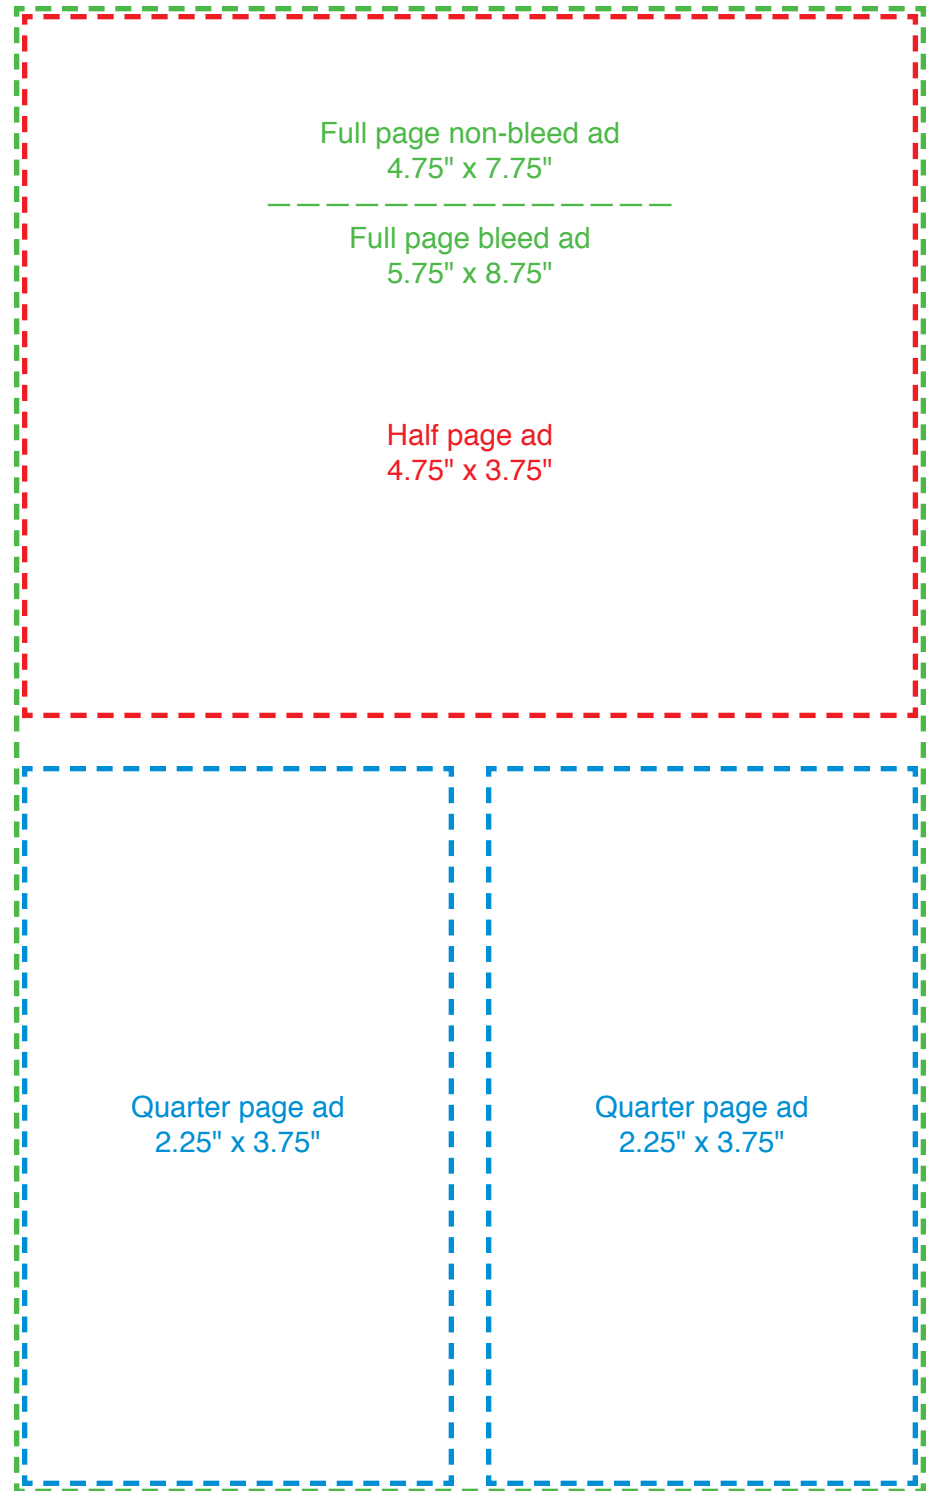 Full page non-bleed ad
4.75" x 7.75"
Full page bleed ad
5.75" x 8.75"
Half page ad
4.75" x 3.75"
Quarter page ad
2.25" x 3.75"
Quarter page ad
2.25" x 3.75"